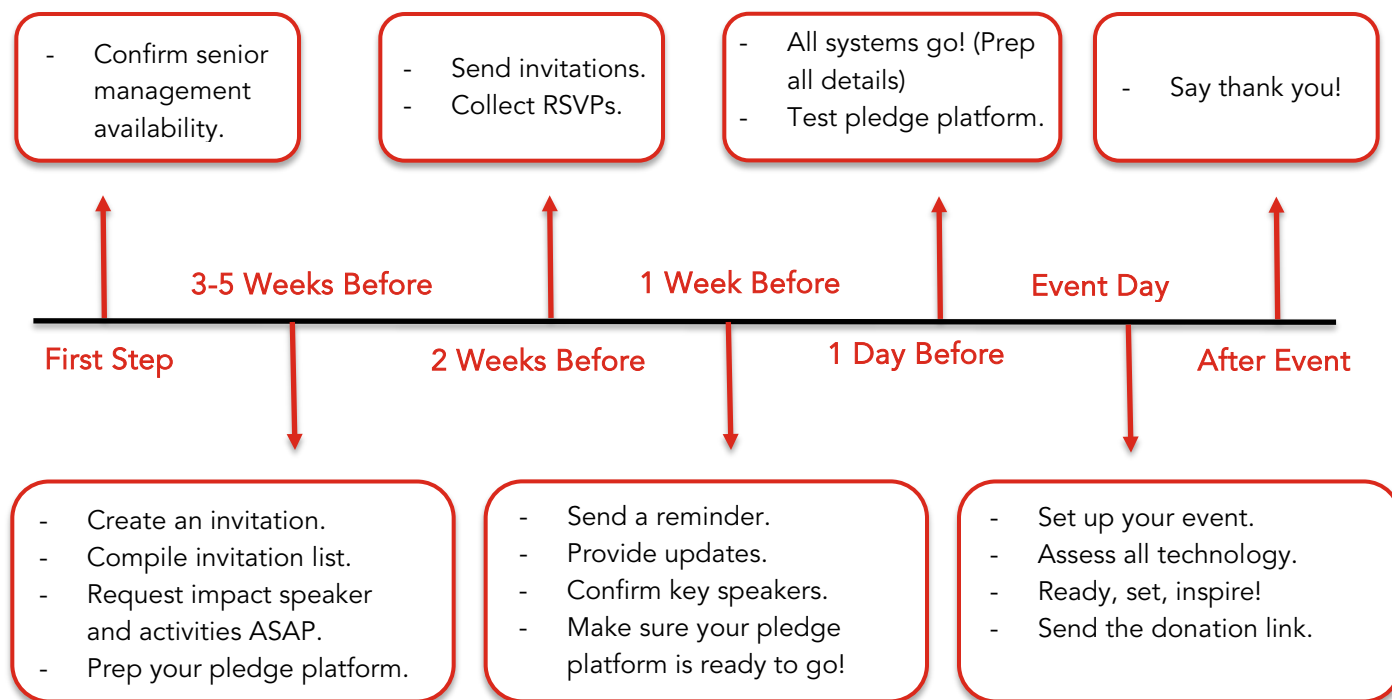 - Confirm senior
management
availability.
- Send invitations.
- Collect RSVPs.
- All systems go! (Prep
all details)
- Test pledge platform.
- Say thank you!
3-5 Weeks Before
1 Week Before
Event Day
First Step
2 Weeks Before
1 Day Before
After Event
- Create an invitation.
- Compile invitation list.
- Request impact speaker
and activities ASAP.
- Prep your pledge platform.
- Send a reminder.
- Provide updates.
- Confirm key speakers.
- Make sure your pledge
platform is ready to go!
- Set up your event.
- Assess all technology.
- Ready, set, inspire!
- Send the donation link.